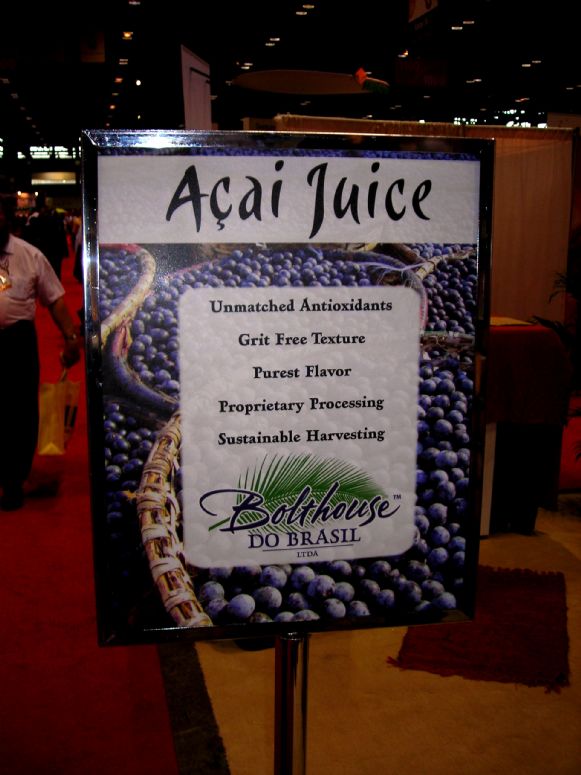 Açai Juice
Unmatched Antioxidants
Grit Free Texture
Purest Flavor
Proprietary Processing
Sustainable Harvesting
Bolthouse™
DO BRASIL
LTDA